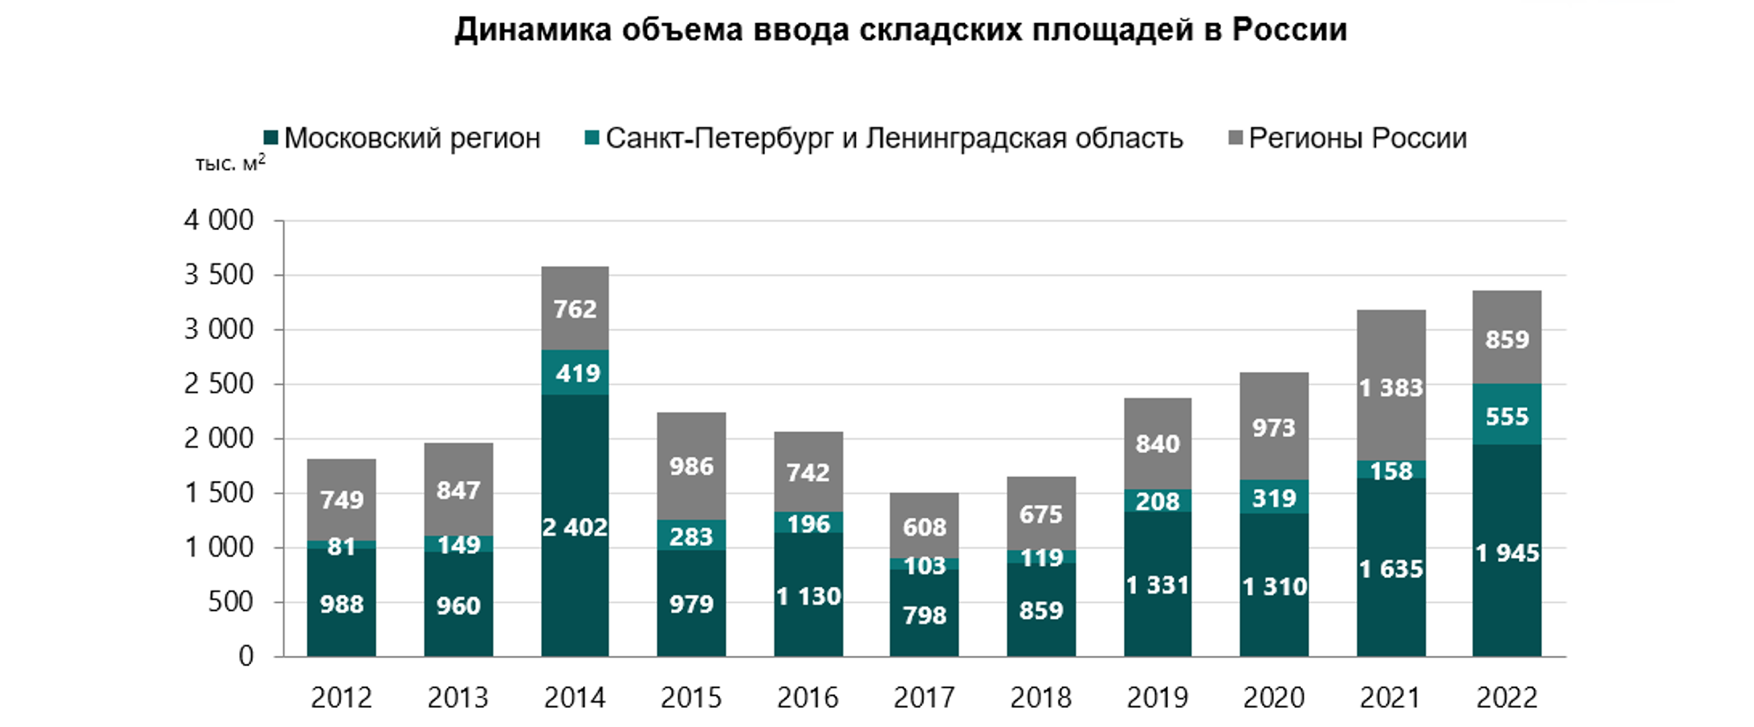 Динамика объема ввода складских площадей в России
Московский регион Санкт-Петербург и Ленинградская область Регионы России
тыс. м²
4 000
3 500
3 000
2 500
2 000
1 500
1 000
500
0
749 847 762 986 742 608 675 840 973 1 383 859
81 149 419 283 196 103 119 208 319 158 555
988 960 2 402 979 1 130 798 859 1 331 1 310 1 635 1 945
2012 2013 2014 2015 2016 2017 2018 2019 2020 2021 2022